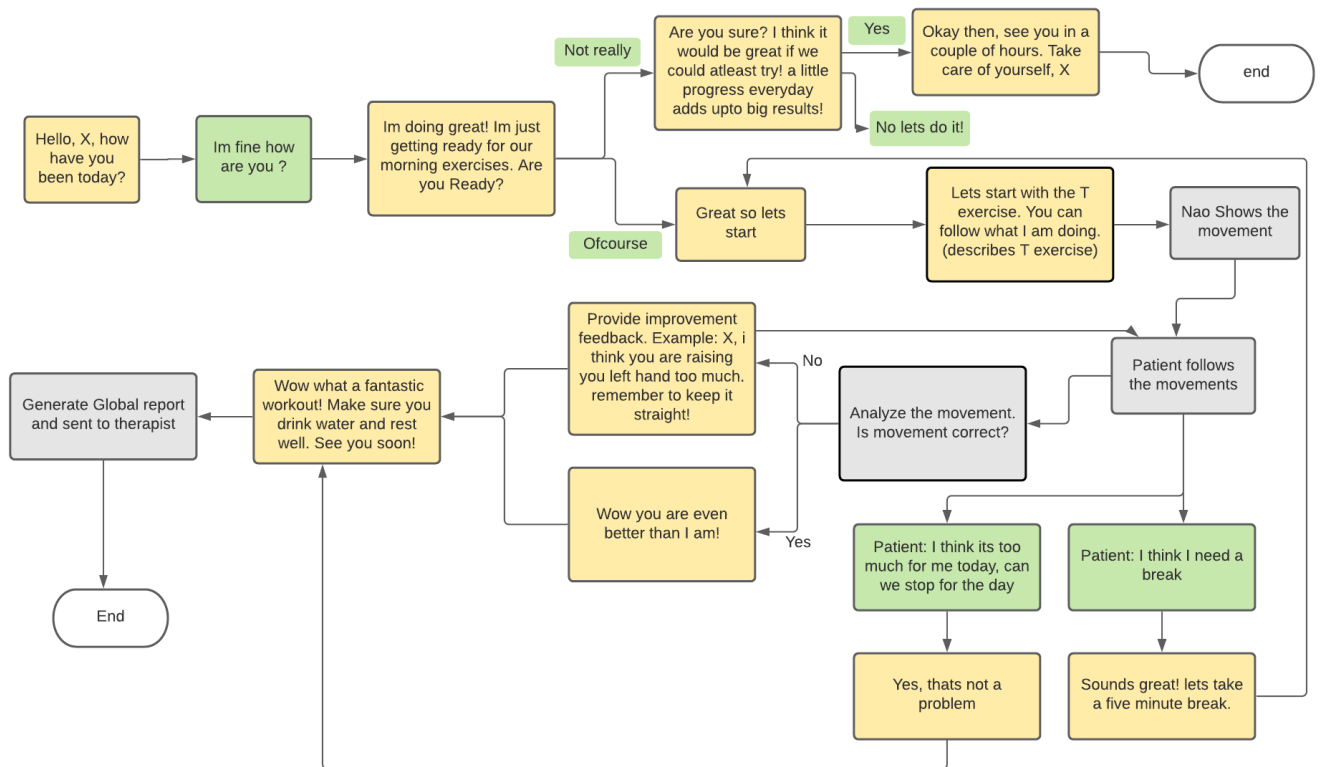 Hello, X, how
have you
been today?
Im fine how
are you ?
Im doing great! Im just
getting ready for our
morning exercises. Are
you Ready?
Not really
Are you sure? I think it
would be great if we
could atleast try! a little
progress everyday
adds upto big results!
Yes
Okay then, see you in a
couple of hours. Take
care of yourself, X
end
No lets do it!
Ofcourse
Great so lets
start
Lets start with the T
exercise. You can
follow what I am doing.
(describes T exercise)
Nao Shows the
movement
Patient follows
the movements
Analyze the movement.
Is movement correct?
No
Provide improvement
feedback. Example: X, i
think you are raising
you left hand too much.
remember to keep it
straight!
Yes
Wow you are even
better than I am!
Wow what a fantastic
workout! Make sure you
drink water and rest
well. See you soon!
Generate Global report
and sent to therapist
End
Patient: I think its too
much for me today, can
we stop for the day
Patient: I think I need a
break
Yes, thats not a
problem
Sounds great! lets take
a five minute break.